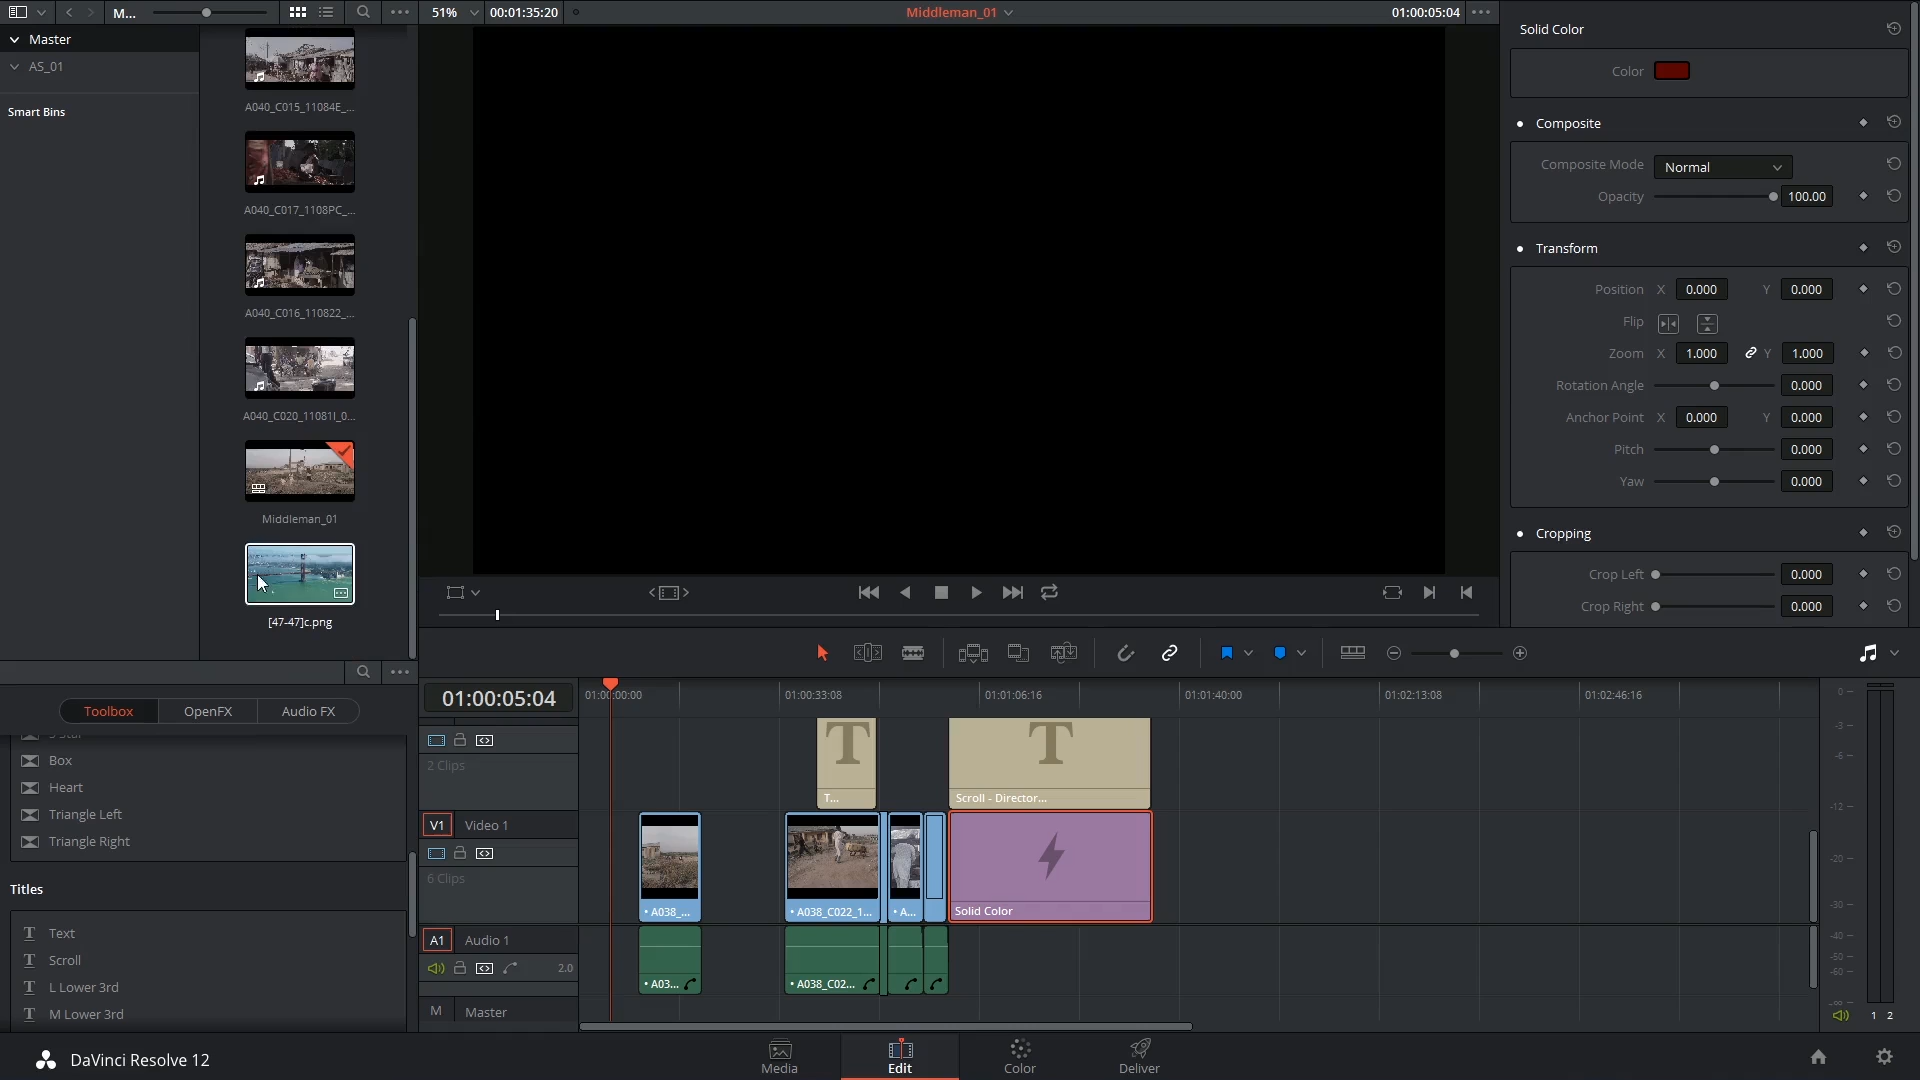 M...
51%
00:01:35:20
Middleman_01
01:00:05:04
Master
AS_01
Smart Bins
A040_C015_11084E_...
A040_C017_1108PC_...
A040_C016_110822_...
A040_C020_11081I_0...
Middleman_01
[47-47]c.png
Solid Color
Color
Composite
Composite Mode
Normal
Opacity
100.00
Transform
Position X 0.000 Y 0.000
Flip
Zoom X 1.000 Y 1.000
Rotation Angle 0.000
Anchor Point X 0.000 Y 0.000
Pitch 0.000
Yaw 0.000
Cropping
Crop Left 0.000
Crop Right 0.000
Toolbox
OpenFX
Audio FX
Box
Heart
Triangle Left
Triangle Right
Titles
T Text
T Scroll
T L Lower 3rd
T M Lower 3rd
01:00:05:04
01:00:00:00
01:00:33:08
01:01:06:16
01:01:40:00
01:02:13:08
01:02:46:16
2 Clips
T
T...
T
Scroll - Director...
V1 Video 1
6 Clips
• A038_...
• A038_C022_1...
• A...
Solid Color
A1 Audio 1
2.0
• A03...
• A038_C02...
M Master
0
-3
-6
-12
-20
-30
-40
-50
-60
-∞
1 2
DaVinci Resolve 12
Media
Edit
Color
Deliver